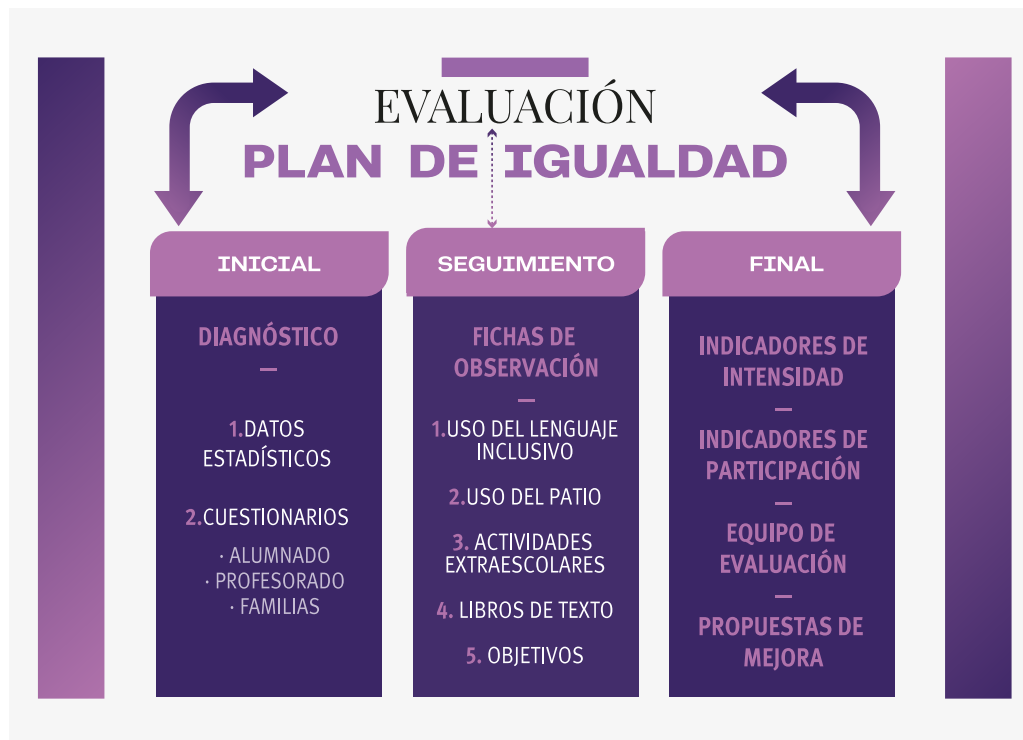 EVALUACIÓN
PLAN DE IGUALDAD
INICIAL
DIAGNÓSTICO
—
1.DATOS
ESTADÍSTICOS
2.CUESTIONARIOS
· ALUMNADO
· PROFESORADO
· FAMILIAS
SEGUIMIENTO
FICHAS DE
OBSERVACIÓN
—
1.USO DEL LENGUAJE
INCLUSIVO
2.USO DEL PATIO
3. ACTIVIDADES
EXTRAESCOLARES
4. LIBROS DE TEXTO
5. OBJETIVOS
FINAL
INDICADORES DE
INTENSIDAD
—
INDICADORES DE
PARTICIPACIÓN
—
EQUIPO DE
EVALUACIÓN
—
PROPUESTAS DE
MEJORA